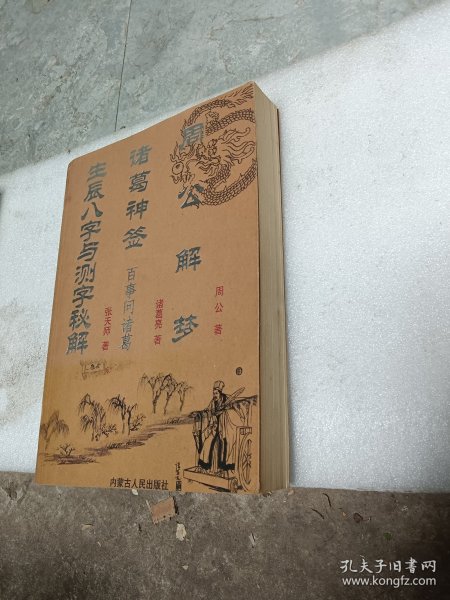 周公解梦
周公 著
诸葛神签
百事问诸葛
诸葛亮 著
生辰八字与测字秘解
张天师 著
内蒙古人民出版社
孔夫子旧书网
www.kongfz.com